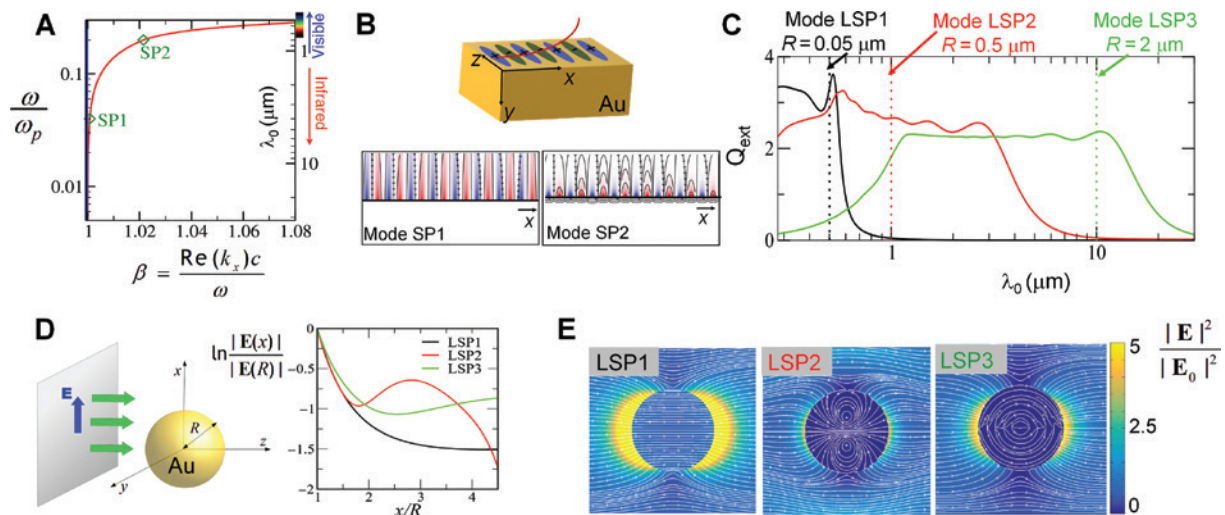 A
ω
ω_p
0.1
0.01
SP2
SP1
1
1.02
1.04
1.06
1.08
β = Re(k_x)c
ω
Visible
Infrared
λ₀ (μm)
1
10
B
z
x
y
Au
x
Mode SP1
x
Mode SP2
C
Mode LSP1
R = 0.05 μm
Mode LSP2
R = 0.5 μm
Mode LSP3
R = 2 μm
Q_ext
4
2
0
1
10
λ₀ (μm)
D
E
x
R
Au
y
z
ln |E(x)|
|E(R)|
LSP1
LSP2
LSP3
0
−0.5
−1
−1.5
−2
1
2
3
4
x/R
E
LSP1
LSP2
LSP3
5
2.5
0
|E|²
|E₀|²